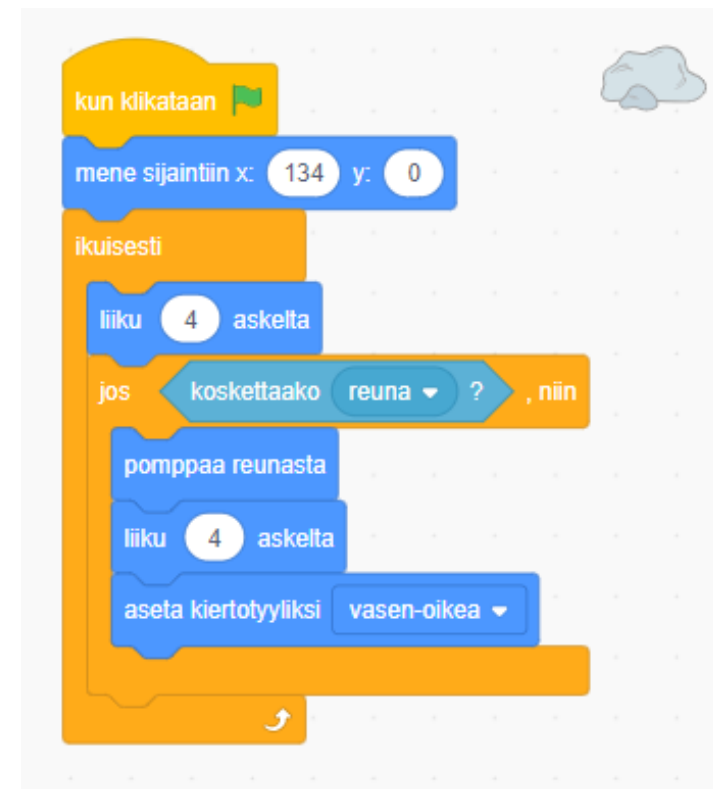 kun klikataan
mene sijaintiin x: 134 y: 0
ikuisesti
liiku 4 askelta
jos koskettaako reuna ? , niin
pomppaa reunasta
liiku 4 askelta
aseta kiertotyyliksi vasen-oikea